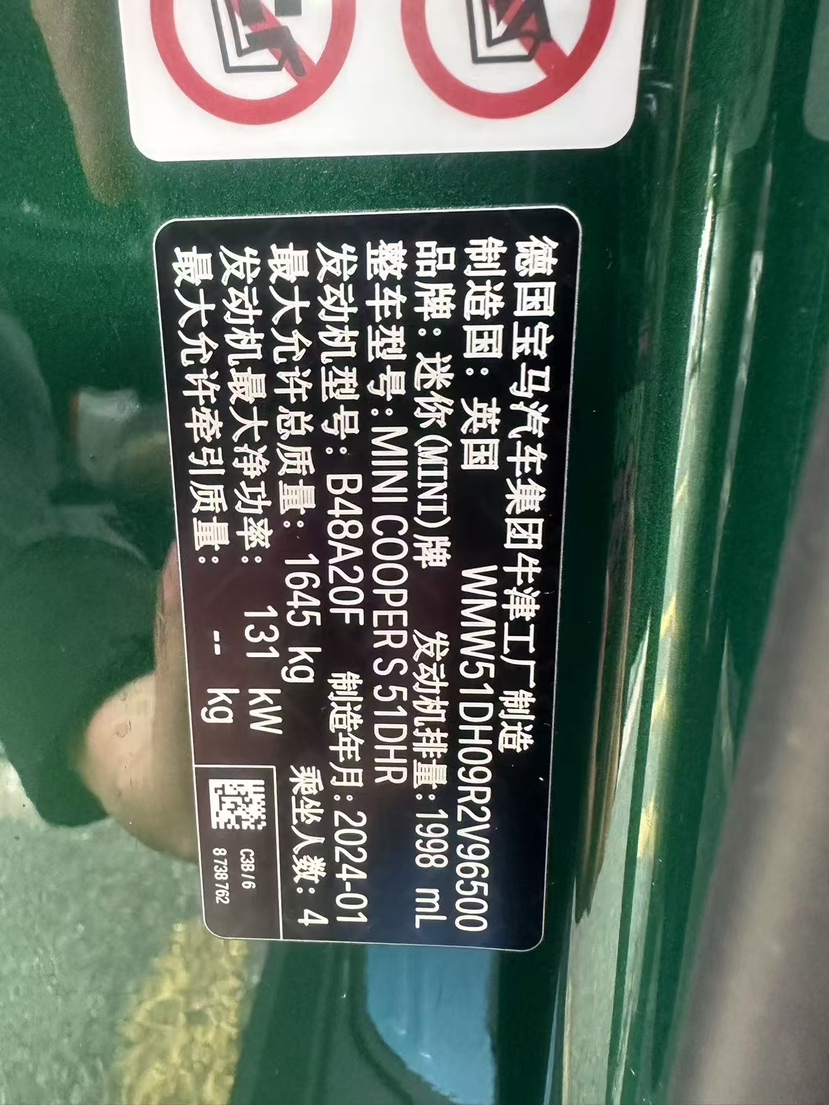 德国宝马汽车集团牛津工厂制造
制造国：英国 WMW51DH09R2V96500
品牌：迷你(MINI)牌 发动机排量：1998 mL
整车型号：MINI COOPER S 51DHR
发动机型号：B48A20F 制造年月：2024-01
最大允许总质量：1645 kg 乘坐人数：4
发动机最大净功率：131 kW
最大允许牵引质量：-- kg
C3B / 6
8 738 762